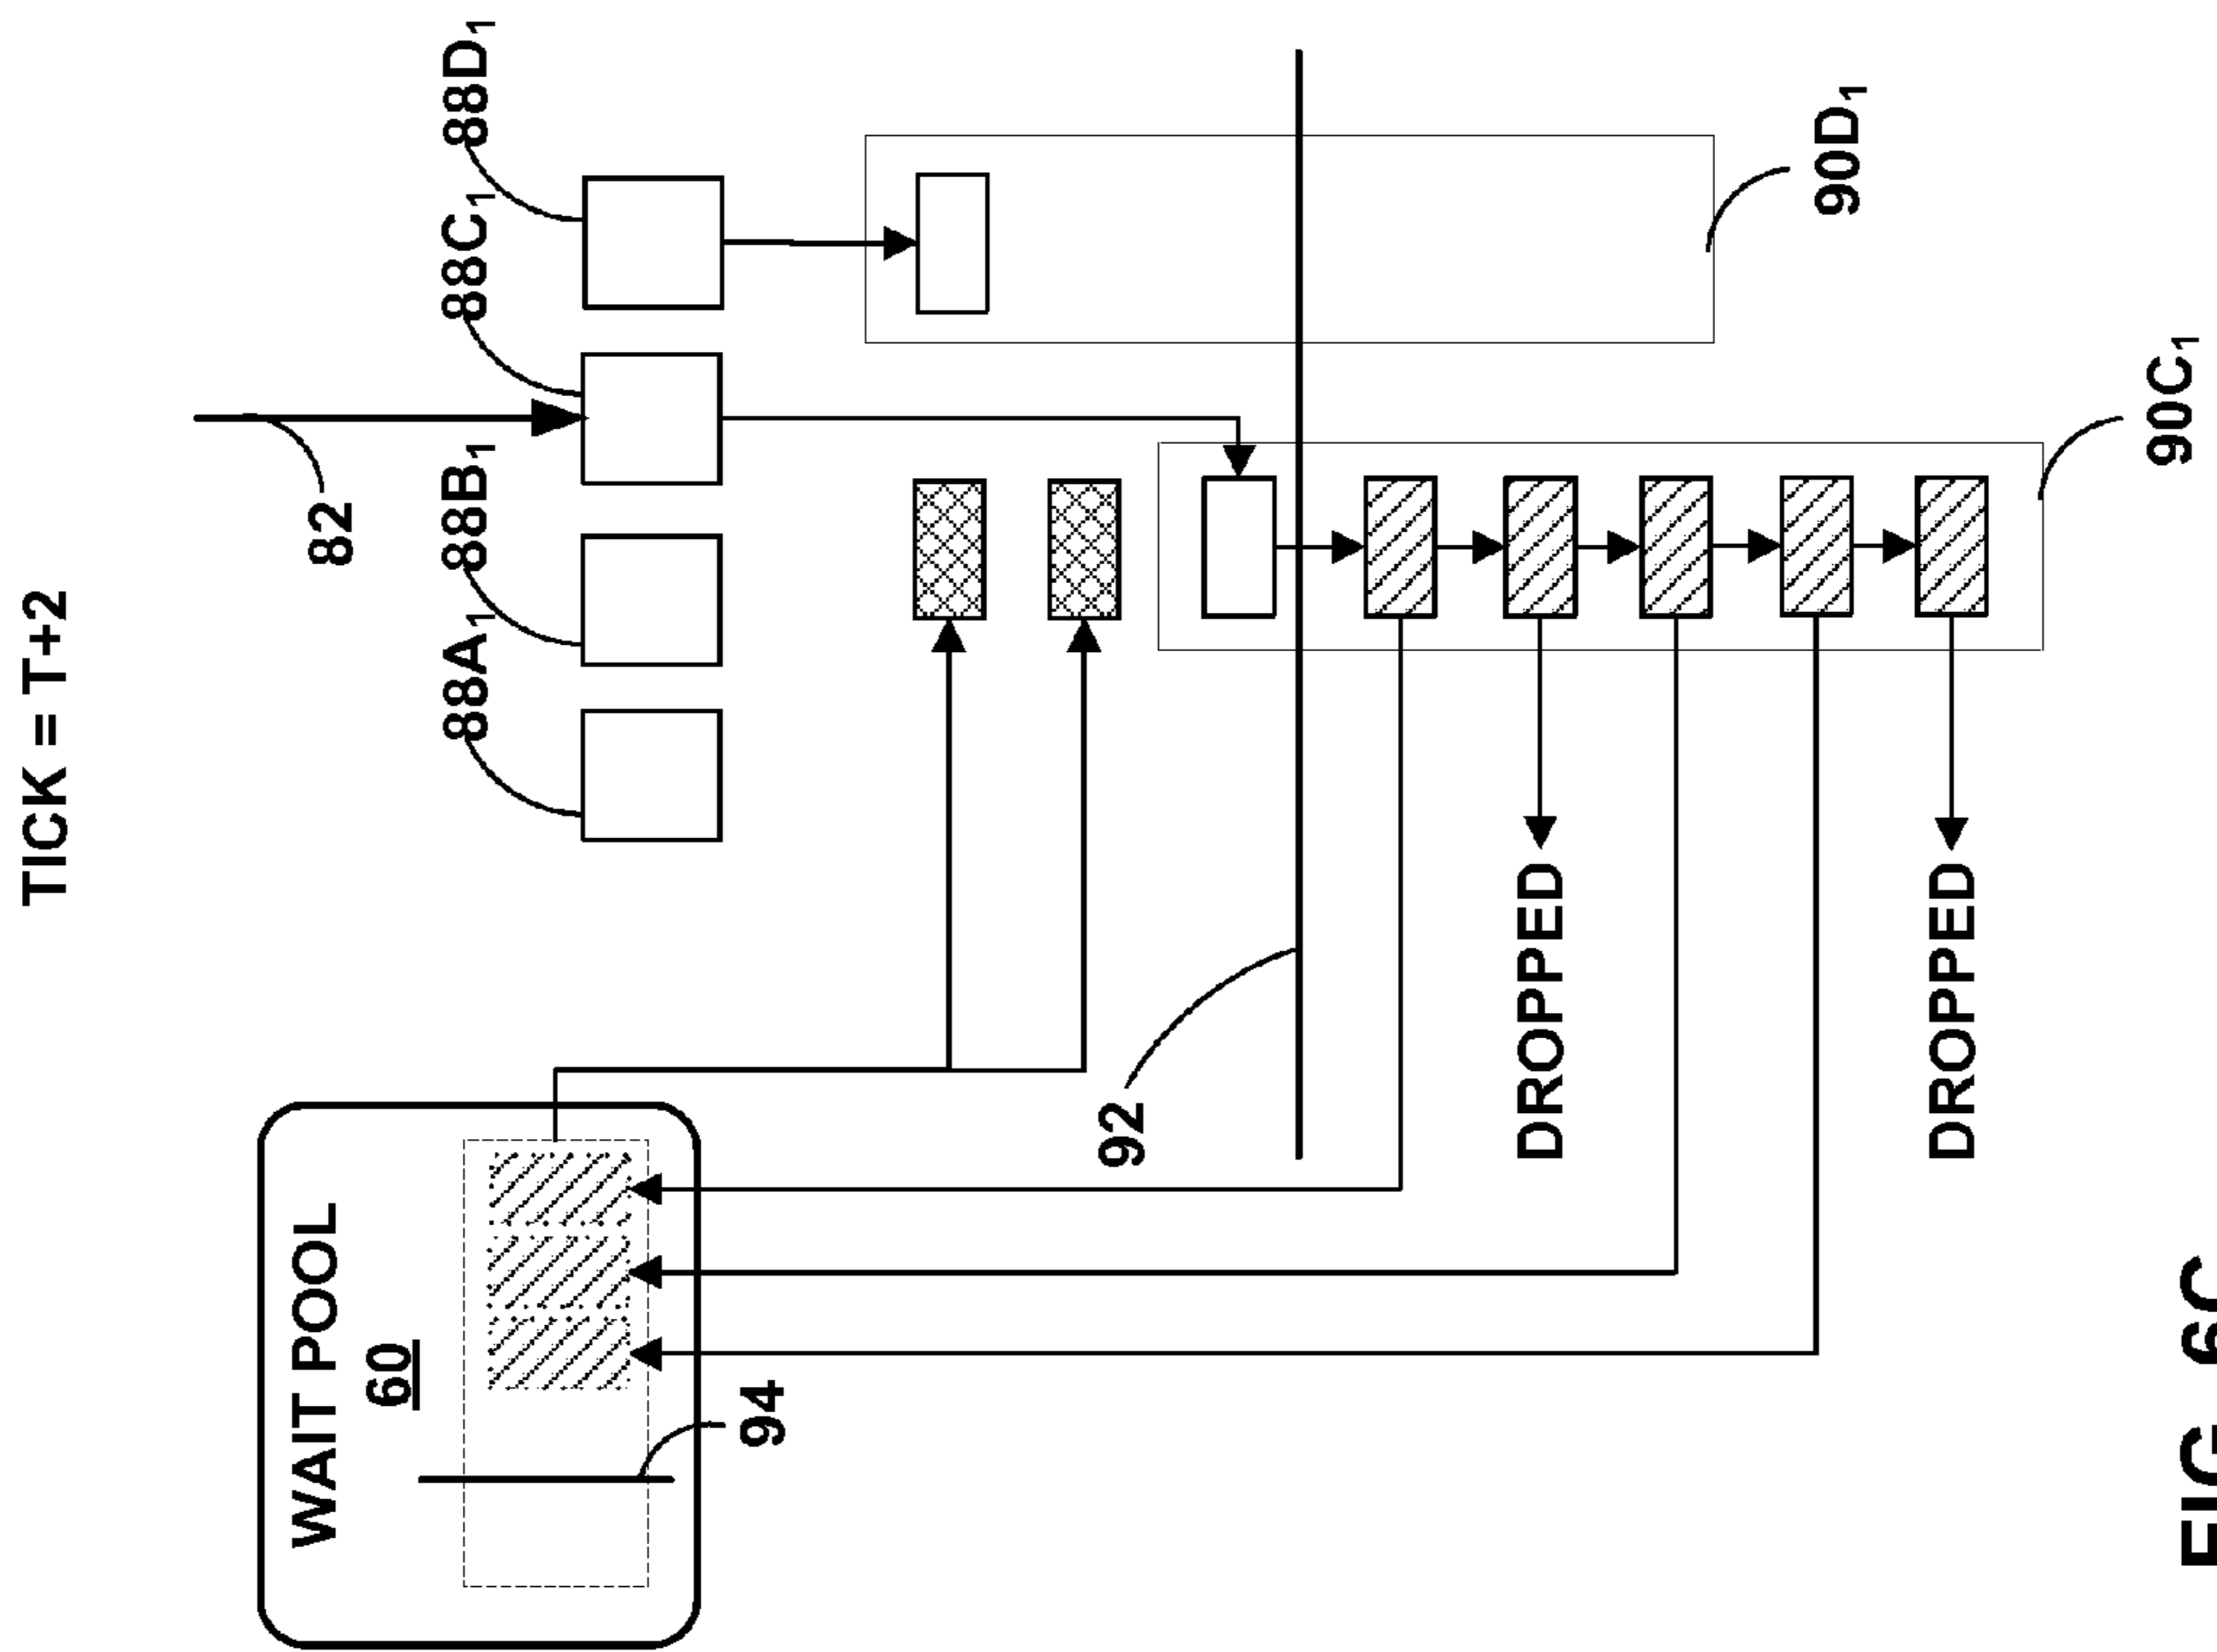 TICK = T+2
82
88A₁
88B₁
88C₁
88D₁
WAIT POOL
60
94
92
DROPPED
DROPPED
90D₁
90C₁